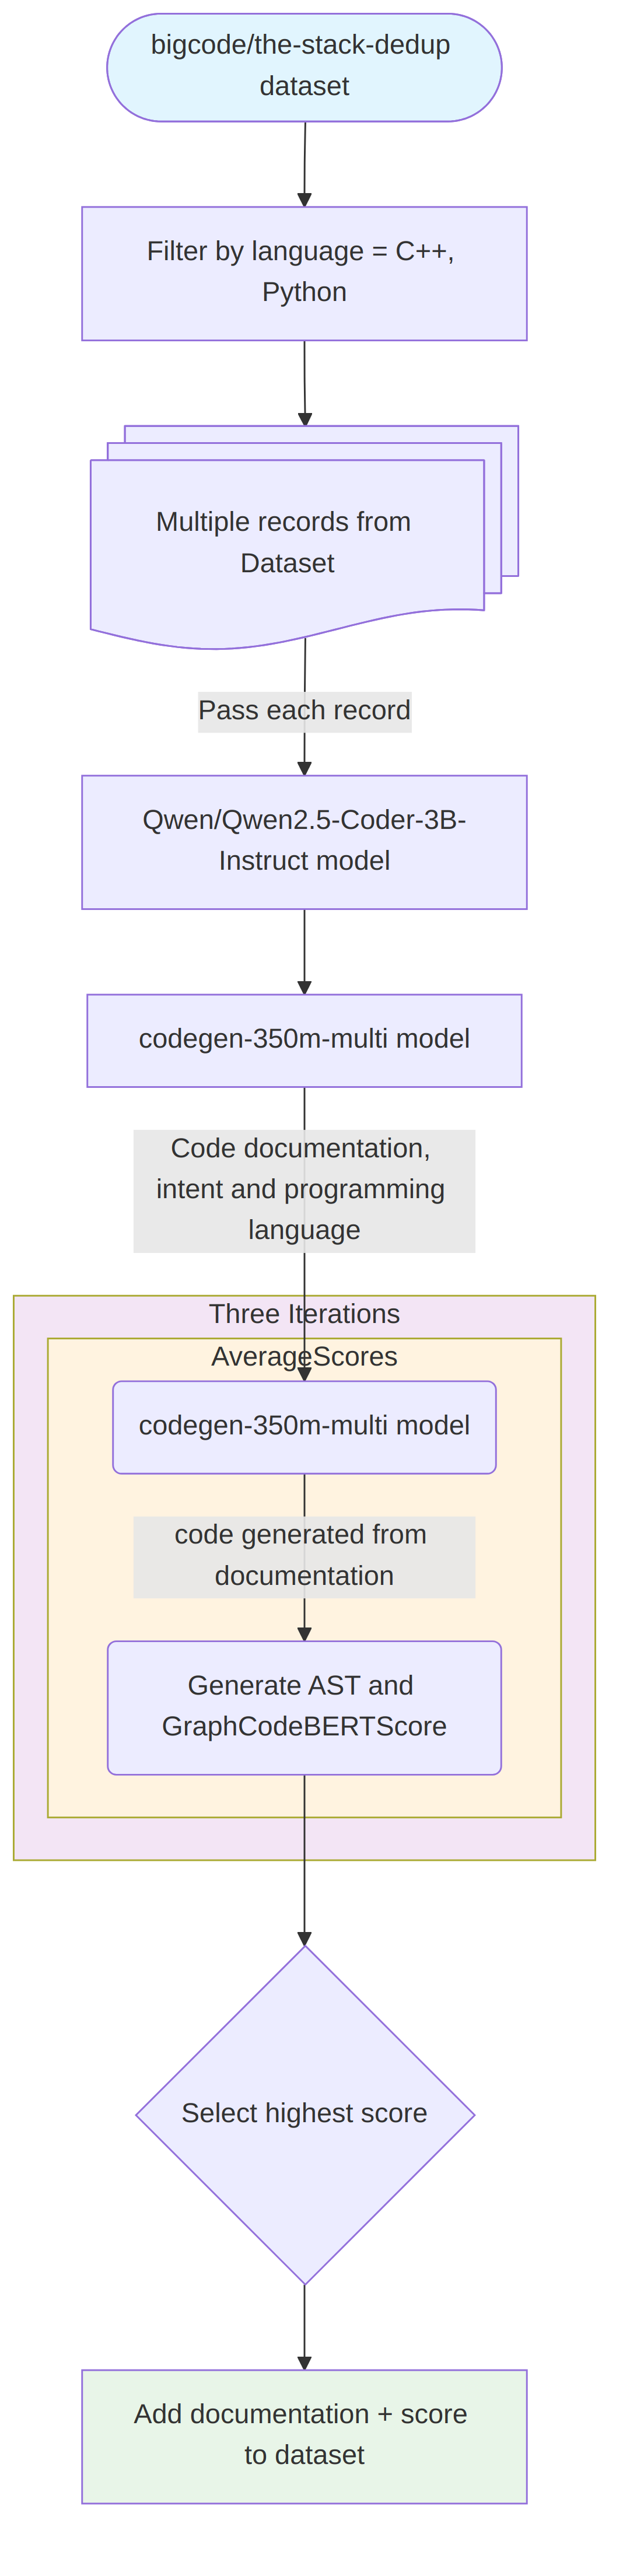 bigcode/the-stack-dedup
dataset
Filter by language = C++,
Python
Multiple records from
Dataset
Pass each record
Qwen/Qwen2.5-Coder-3B-
Instruct model
codegen-350m-multi model
Code documentation,
intent and programming
language
Three Iterations
AverageScores
codegen-350m-multi model
code generated from
documentation
Generate AST and
GraphCodeBERTScore
Select highest score
Add documentation + score
to dataset